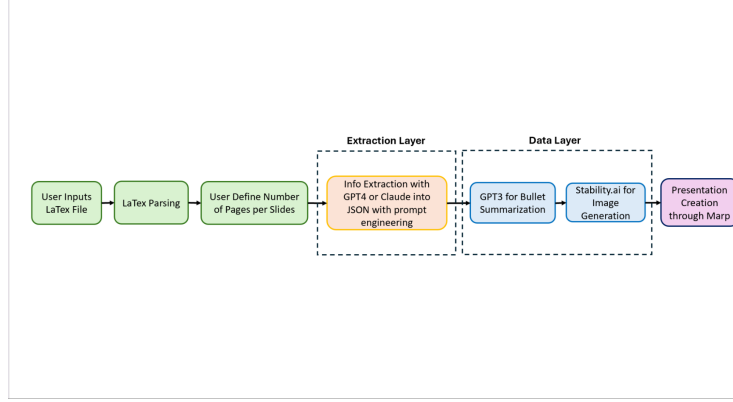 Extraction Layer
Data Layer
User Inputs
LaTex File
LaTex Parsing
User Define Number
of Pages per Slides
Info Extraction with
GPT4 or Claude into
JSON with prompt
engineering
GPT3 for Bullet
Summarization
Stability.ai for
Image
Generation
Presentation
Creation
through Marp